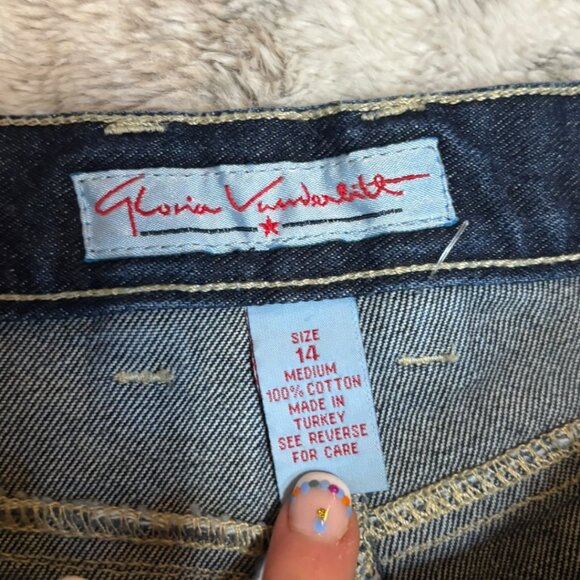 Gloria Vanderbilt
SIZE
14
MEDIUM
100% COTTON
MADE IN
TURKEY
SEE REVERSE
FOR CARE